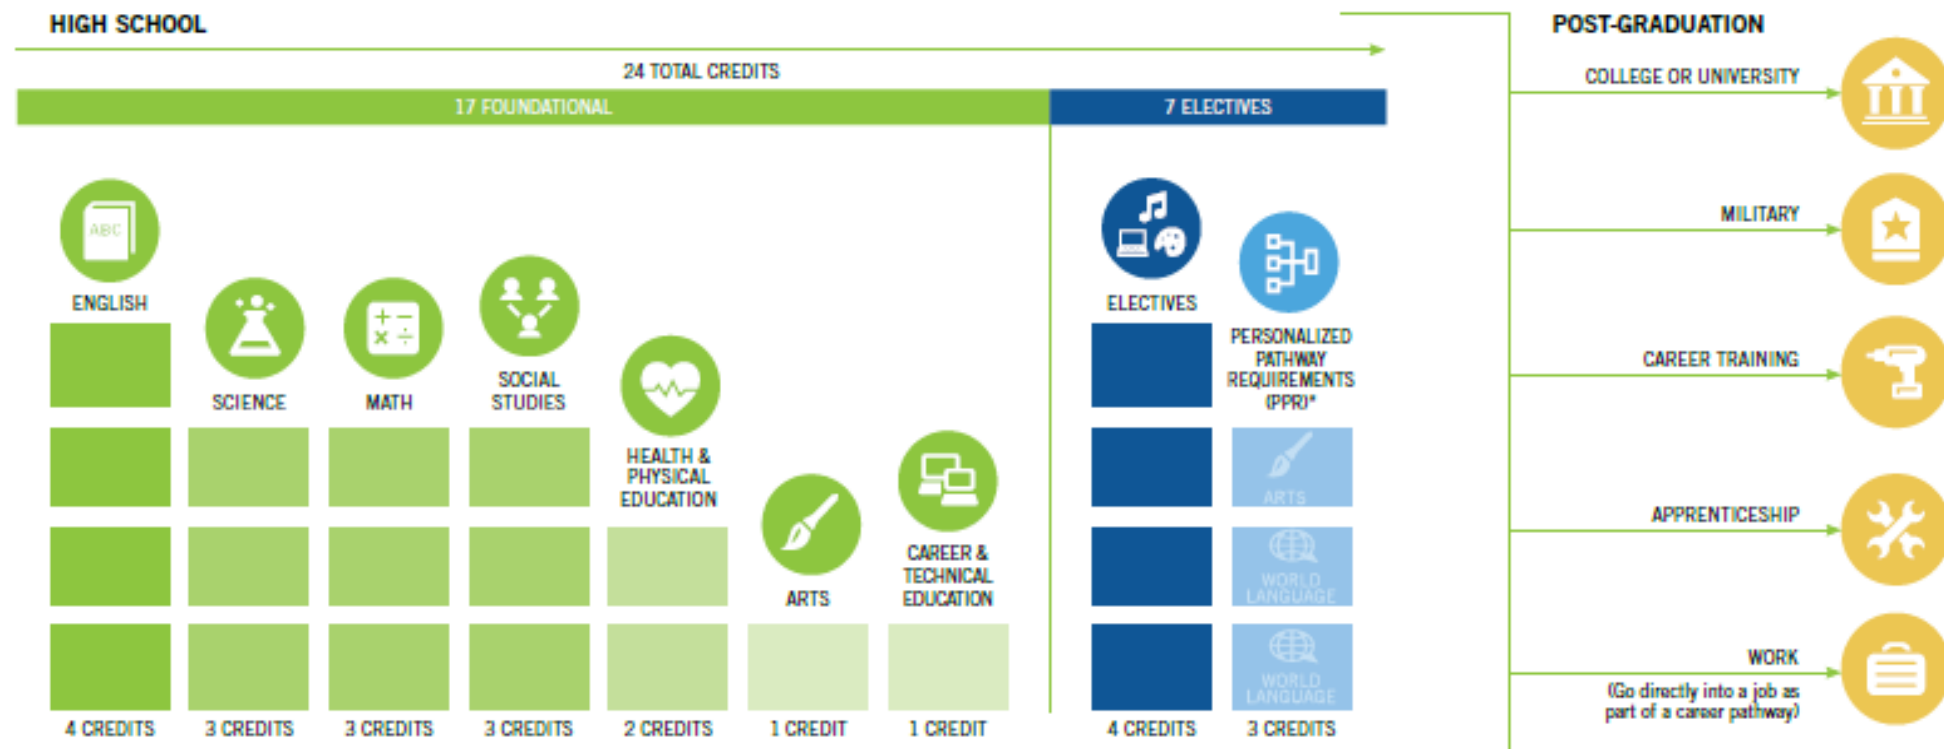 HIGH SCHOOL
24 TOTAL CREDITS
17 FOUNDATIONAL
7 ELECTIVES
ABC
ENGLISH
4 CREDITS
SCIENCE
3 CREDITS
MATH
3 CREDITS
SOCIAL
STUDIES
3 CREDITS
HEALTH &
PHYSICAL
EDUCATION
2 CREDITS
ARTS
1 CREDIT
CAREER &
TECHNICAL
EDUCATION
1 CREDIT
ELECTIVES
4 CREDITS
PERSONALIZED
PATHWAY
REQUIREMENTS
(PPR)*
ARTS
WORLD
LANGUAGE
WORLD
LANGUAGE
3 CREDITS
POST-GRADUATION
COLLEGE OR UNIVERSITY
MILITARY
CAREER TRAINING
APPRENTICESHIP
WORK
(Go directly into a job as
part of a career pathway)